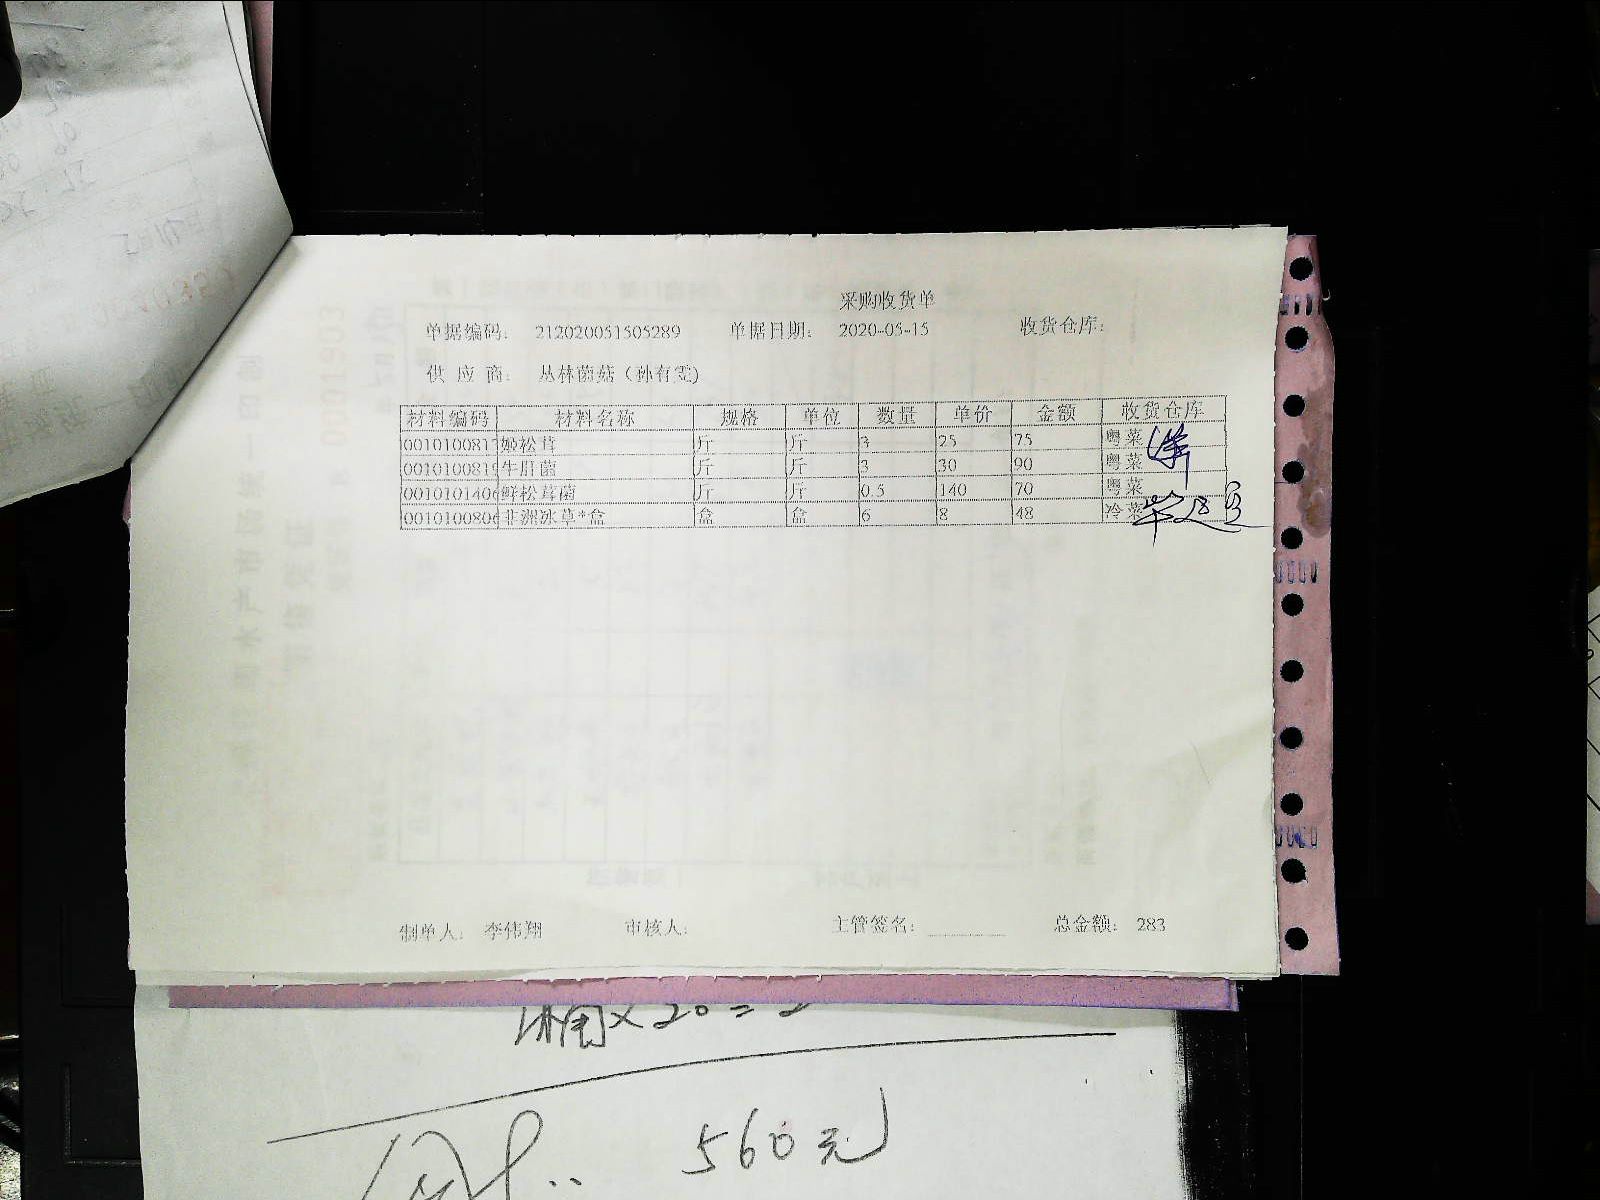 采购收货单
单据编码： 212020051505289 单据日期： 2020-05-15 收货仓库：
供 应 商： 丛林菌菇（孙有雯)
材料编码 材料名称 规格 单位 数量 单价 金额 收货仓库
0010100817 姬松茸 斤 斤 3 25 75 粤菜
0010100819 牛肝菌 斤 斤 3 30 90 粤菜
0010101406 鲜松茸菌 斤 斤 0.5 140 70 粤菜
0010100806 非洲冰草*盒 盒 盒 6 8 48 冷菜
制单人： 李伟翔 审核人： 主管签名： 总金额： 283
560元